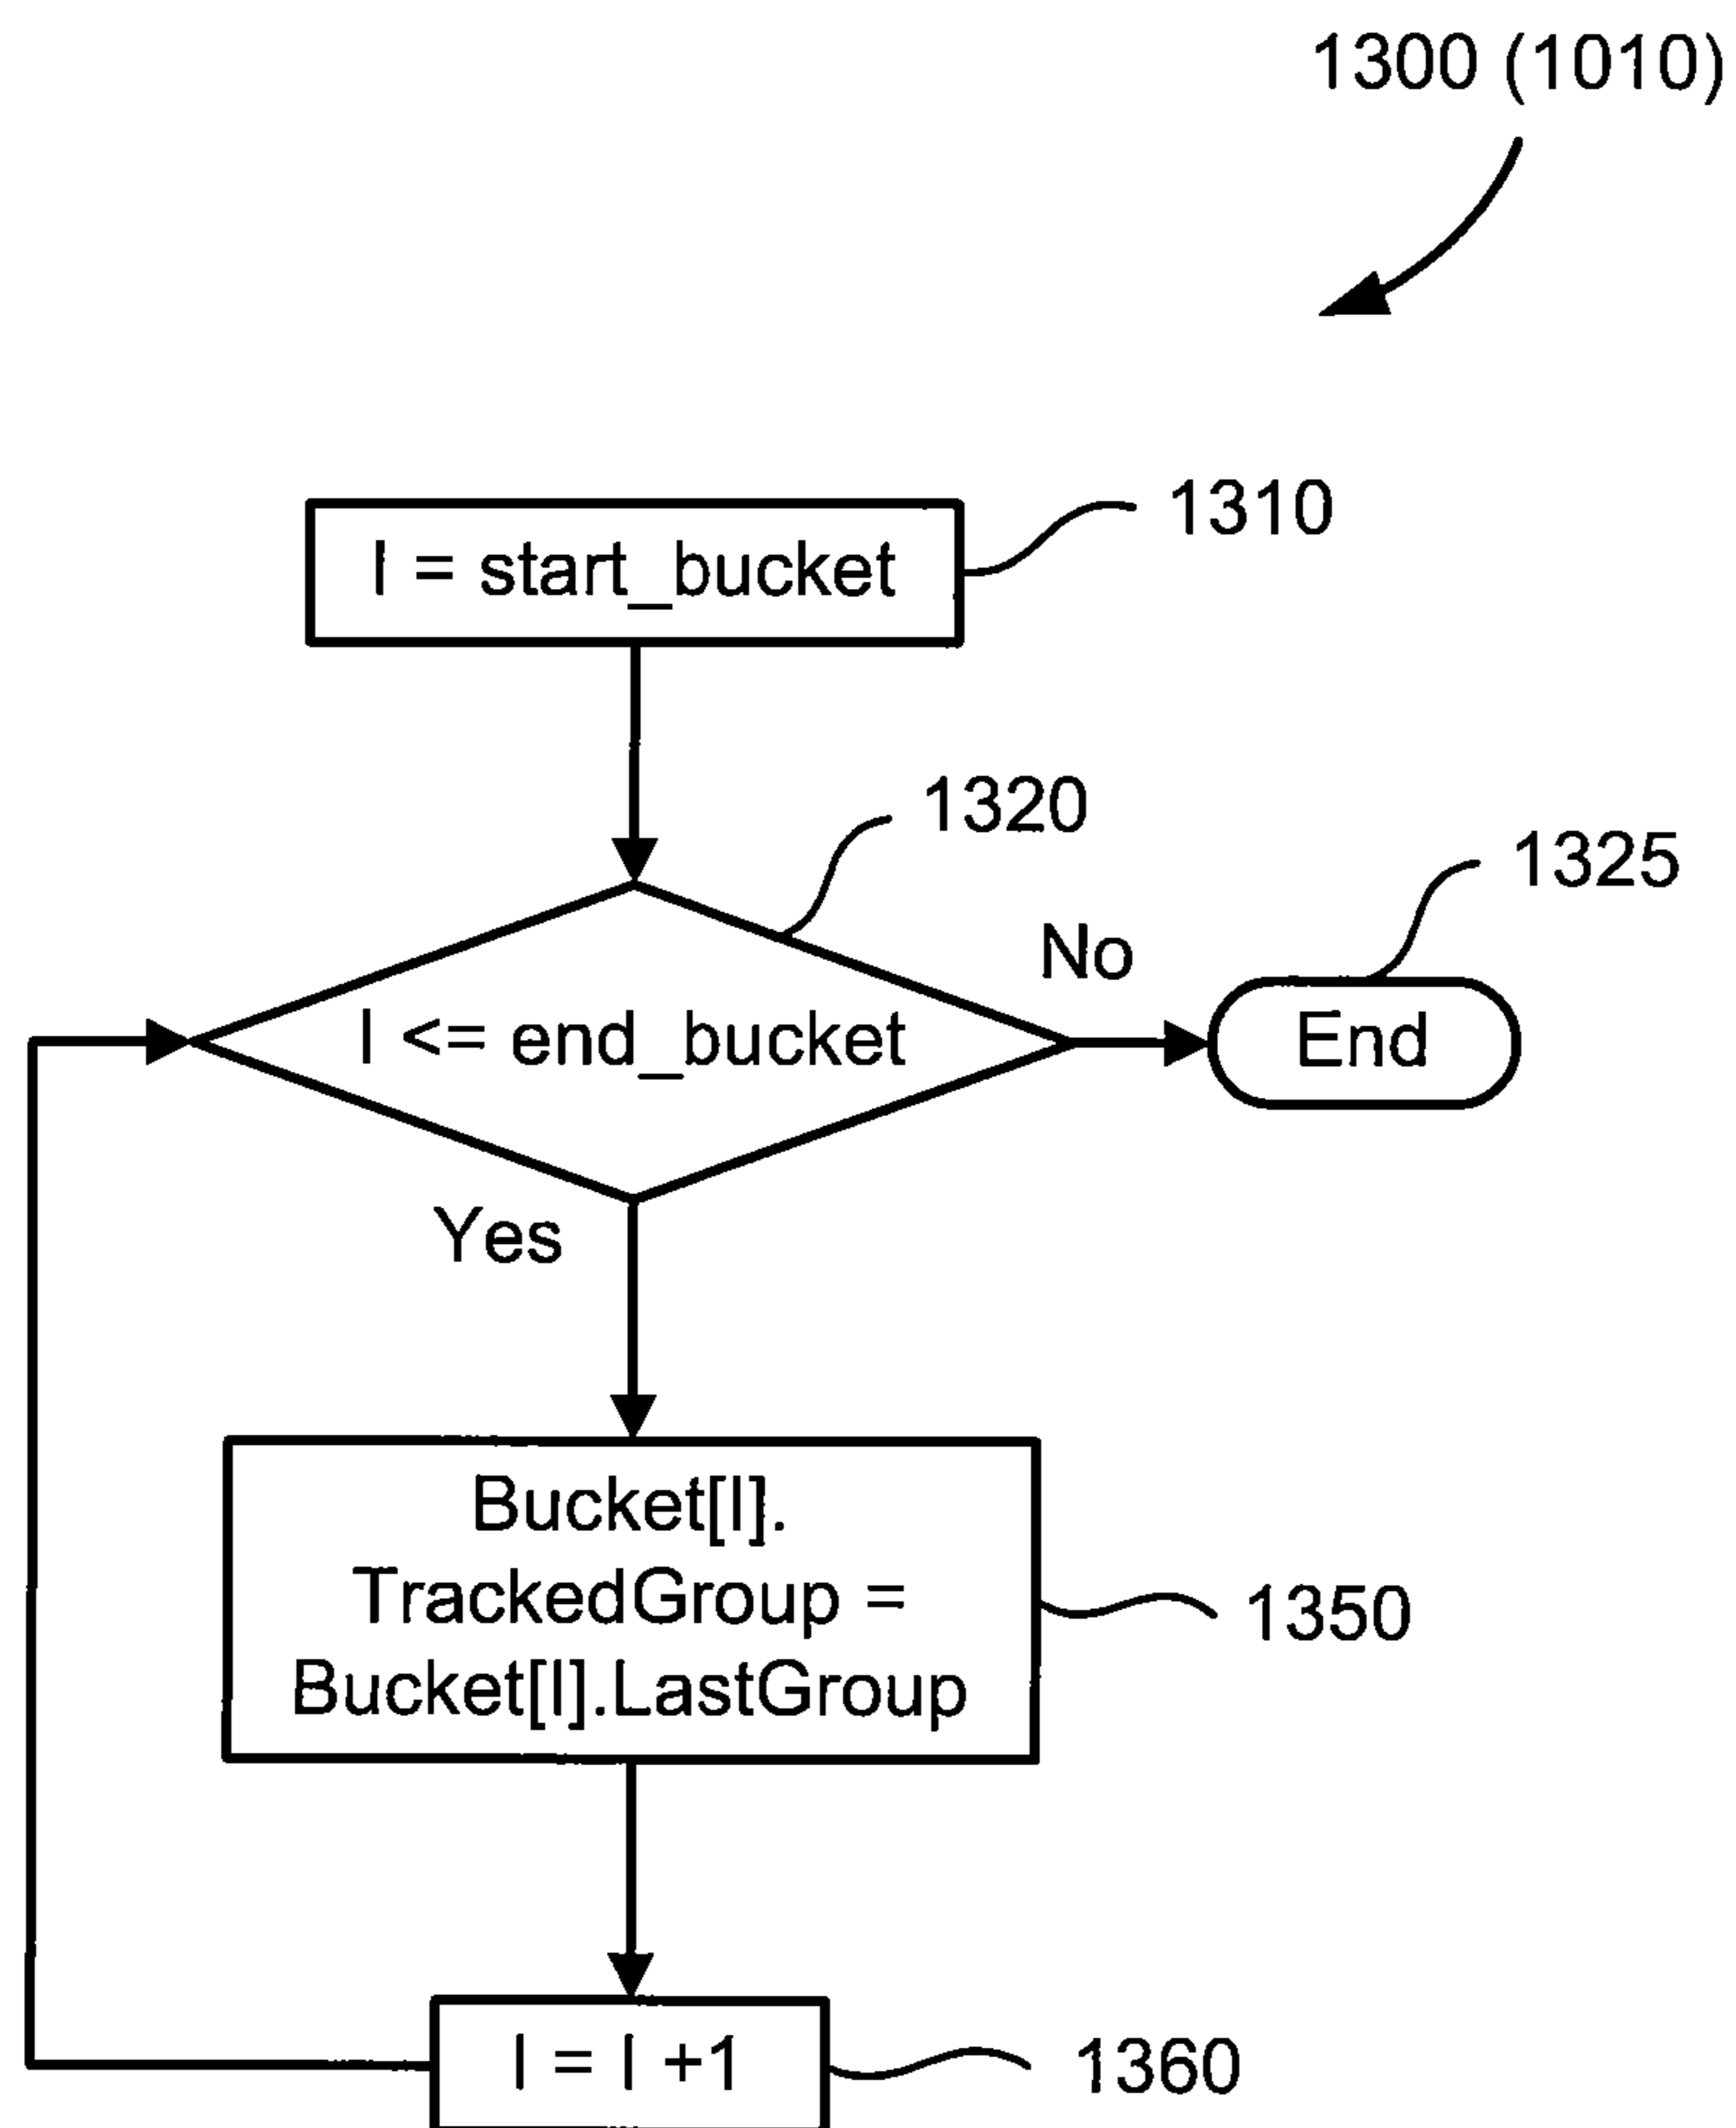 1300 (1010)
I = start_bucket
1310
1320
1325
No
I <= end_bucket
End
Yes
Bucket[I].
TrackedGroup =
Bucket[I].LastGroup
1350
I = I +1
1360